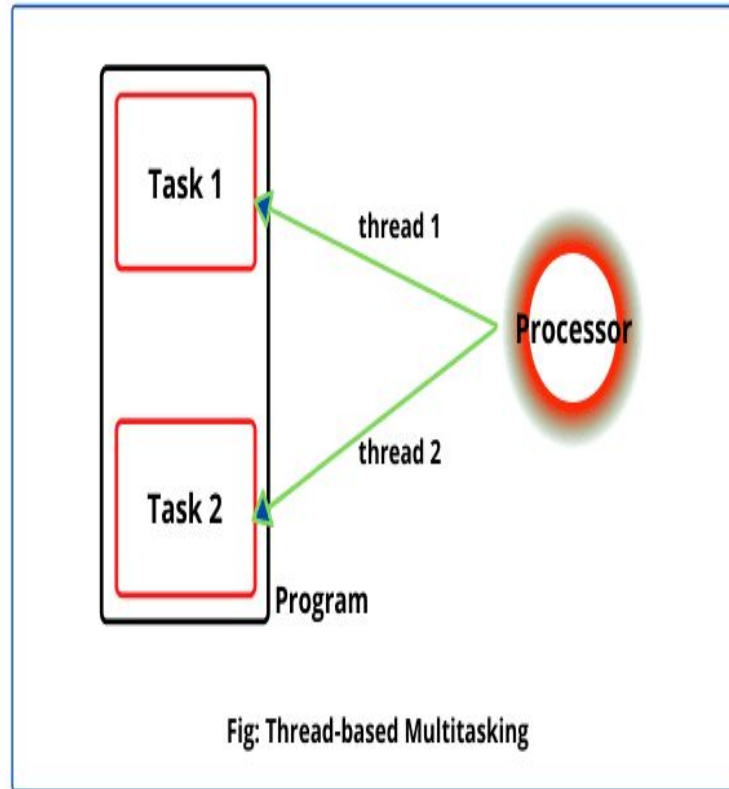 Task 1
thread 1
Processor
thread 2
Task 2
Program
Fig: Thread-based Multitasking